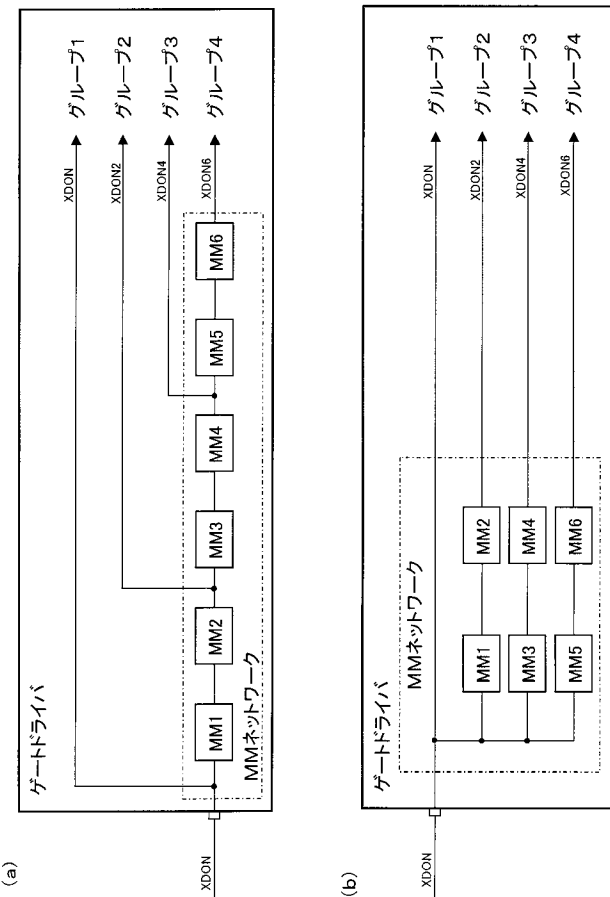 (a)
ゲートドライバ
XDON
XDON
グループ1
XDON2
グループ2
XDON4
グループ3
XDON6
グループ4
MM1
MM2
MM3
MM4
MM5
MM6
MMネットワーク
(b)
ゲートドライバ
MMネットワーク
XDON
XDON
グループ1
MM1
MM2
XDON2
グループ2
MM3
MM4
XDON4
グループ3
MM5
MM6
XDON6
グループ4